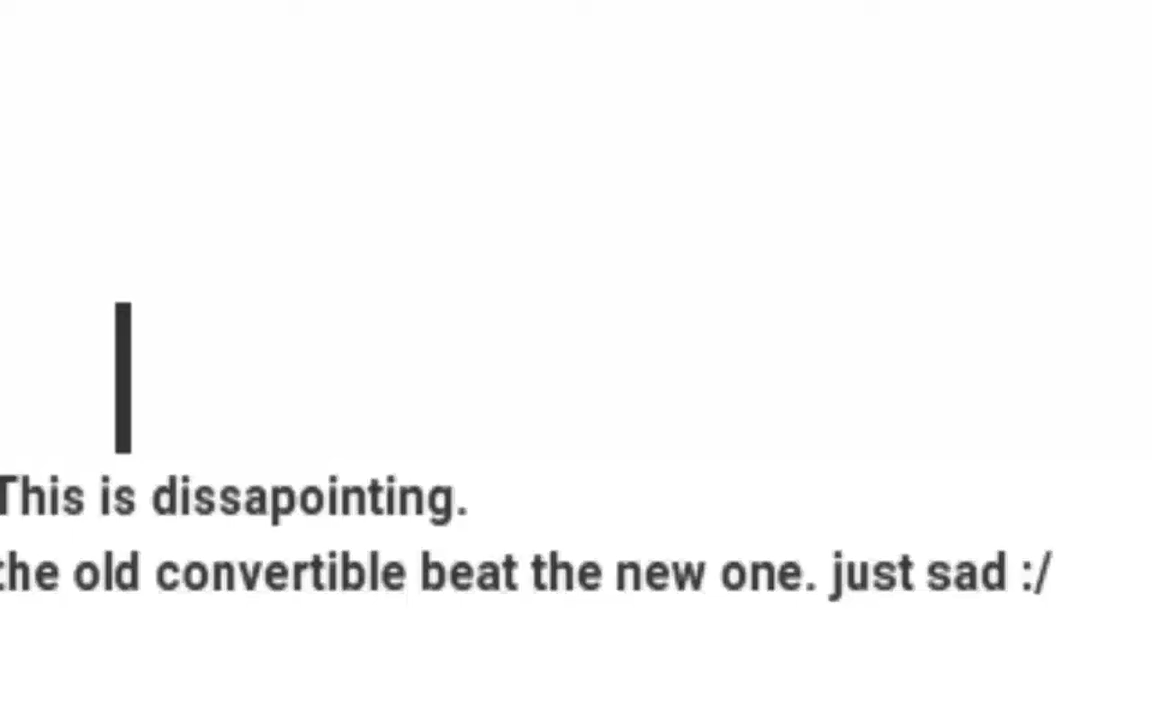 This is dissapointing.
the old convertible beat the new one. just sad :/